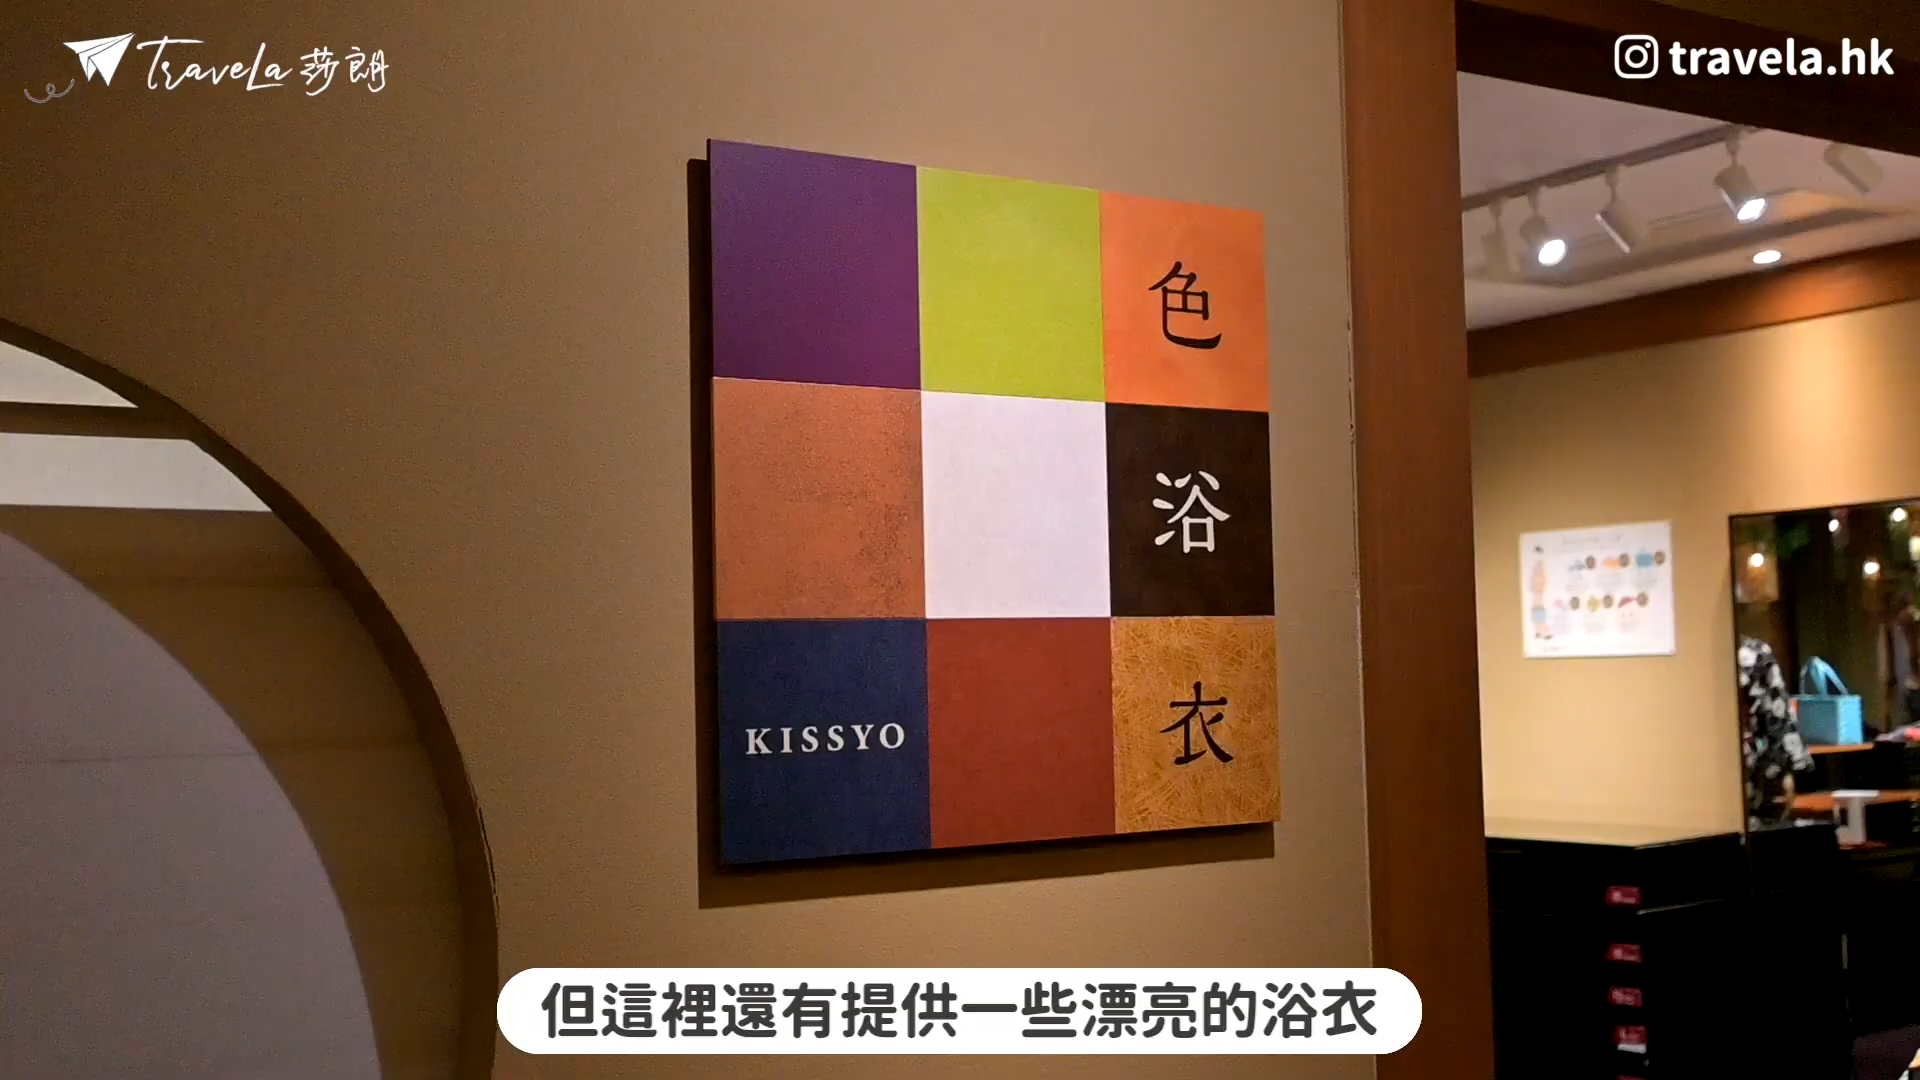 TraveLa 莎朗
travela.hk
色
浴
衣
KISSYO
但這裡還有提供一些漂亮的浴衣